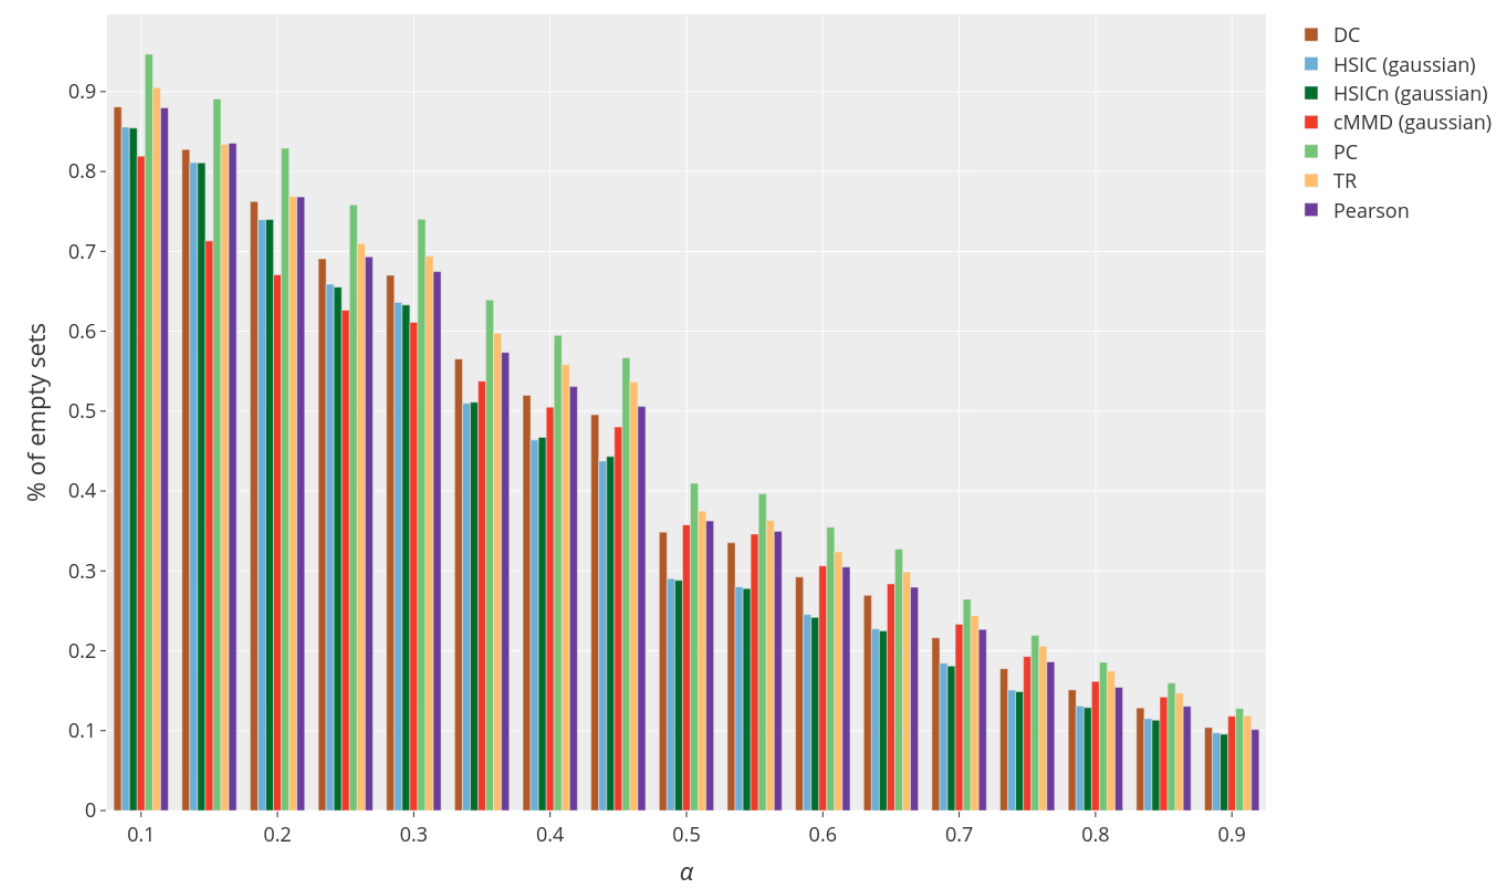 DC
HSIC (gaussian)
HSICn (gaussian)
cMMD (gaussian)
PC
TR
Pearson
% of empty sets
0.9
0.8
0.7
0.6
0.5
0.4
0.3
0.2
0.1
0
0.1 0.2 0.3 0.4 0.5 0.6 0.7 0.8 0.9
α